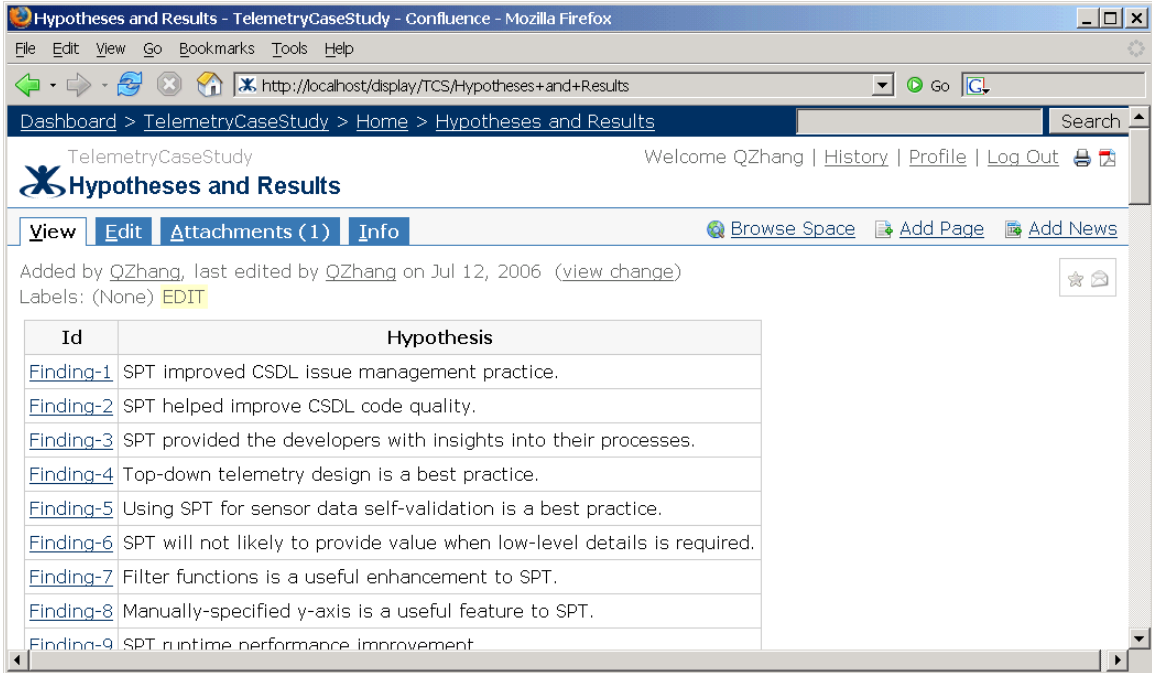 Hypotheses and Results - TelemetryCaseStudy - Confluence - Mozilla Firefox
File Edit View Go Bookmarks Tools Help
http://localhost/display/TCS/Hypotheses+and+Results Go G
Dashboard > TelemetryCaseStudy > Home > Hypotheses and Results Search
TelemetryCaseStudy Welcome QZhang | History | Profile | Log Out
Hypotheses and Results
View Edit Attachments (1) Info Browse Space Add Page Add News
Added by QZhang, last edited by QZhang on Jul 12, 2006 (view change)
Labels: (None) EDIT
Id Hypothesis
Finding-1 SPT improved CSDL issue management practice.
Finding-2 SPT helped improve CSDL code quality.
Finding-3 SPT provided the developers with insights into their processes.
Finding-4 Top-down telemetry design is a best practice.
Finding-5 Using SPT for sensor data self-validation is a best practice.
Finding-6 SPT will not likely to provide value when low-level details is required.
Finding-7 Filter functions is a useful enhancement to SPT.
Finding-8 Manually-specified y-axis is a useful feature to SPT.
Finding-9 SPT runtime performance improvement